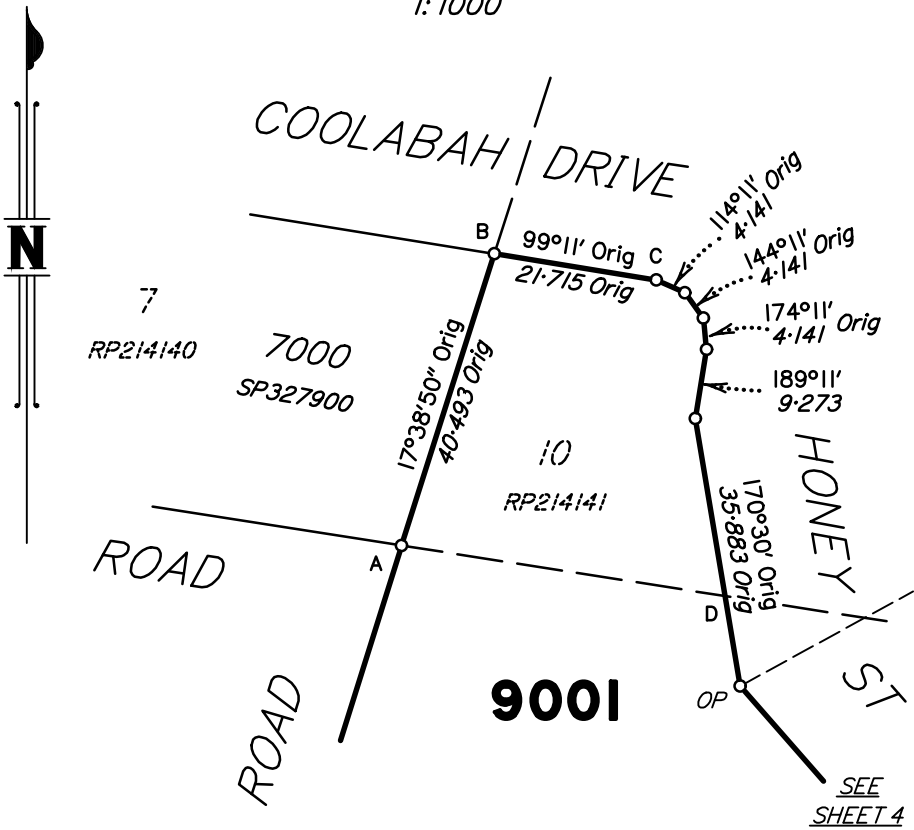 1:1000
COOLABAH DRIVE
114°11' Orig
4·141
144°11' Orig
4·141
174°11' Orig
4·141
189°11'
9·273
B
99°11' Orig
C
21·715 Orig
N
7
RP214140
7000
SP327900
17°38'50" Orig
40·493 Orig
10
RP214141
HONEY
ST
170°30' Orig
35·883 Orig
ROAD
A
D
9001
OP
ROAD
SEE
SHEET 4